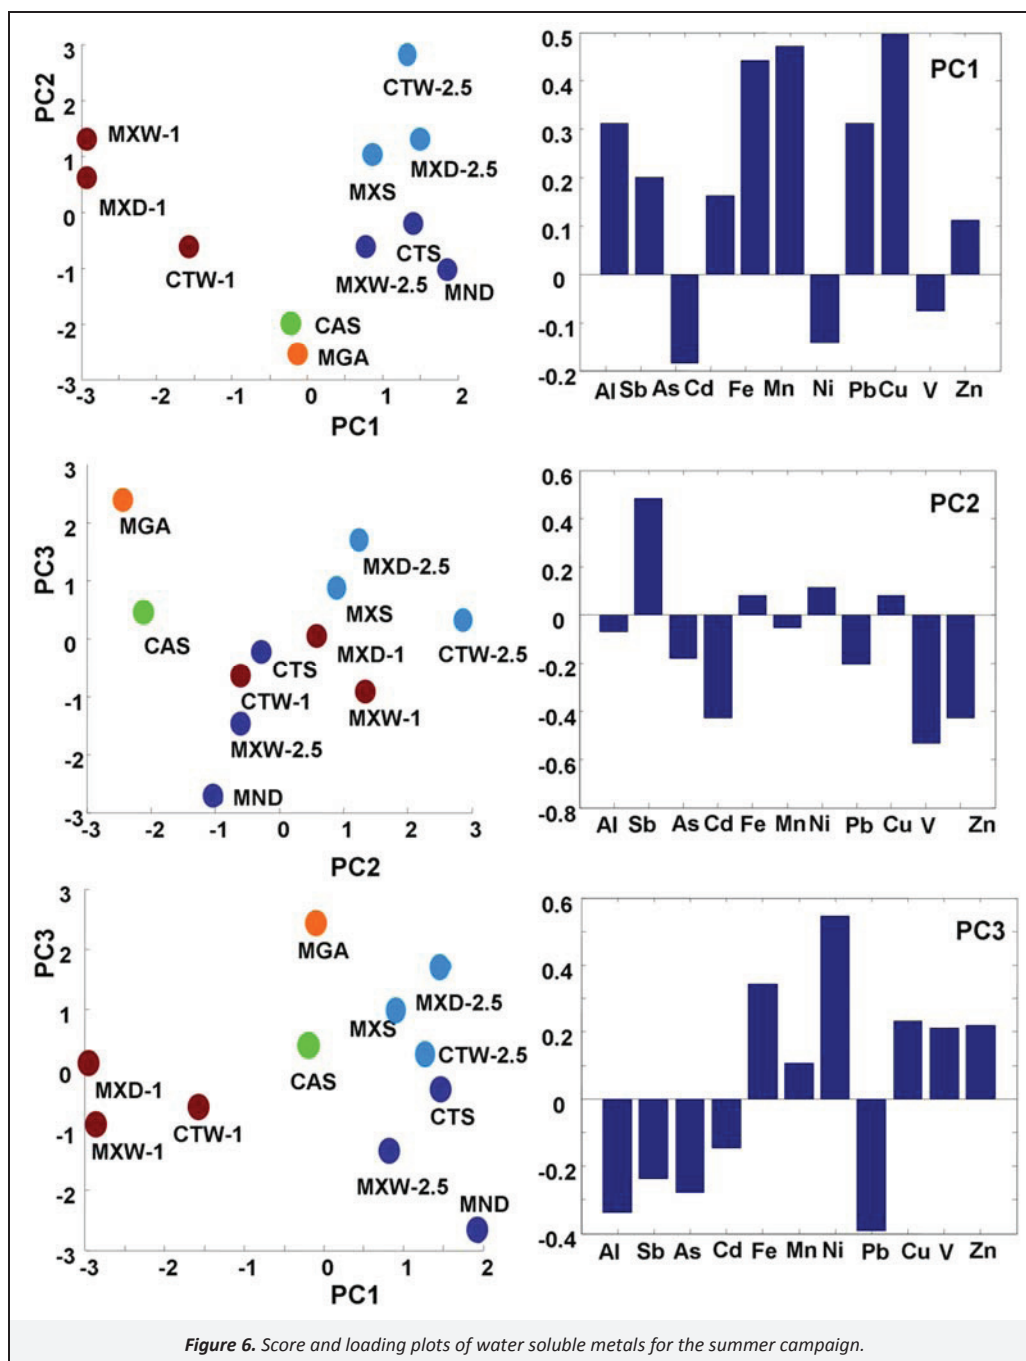 3
2
1
0
-1
-2
-3
PC2
CTW-2.5
MXW-1
MXD-2.5
MXS
MXD-1
CTS
CTW-1
MXW-2.5
MND
CAS
MGA
-3 -2 -1 0 1 2
PC1
0.5
0.4
0.3
0.2
0.1
0
-0.1
-0.2
PC1
Al Sb As Cd Fe Mn Ni Pb Cu V Zn
3
2
1
0
-1
-2
-3
PC3
MGA
MXD-2.5
MXS
CAS
MXD-1
CTW-2.5
CTS
CTW-1
MXW-1
MXW-2.5
MND
-3 -2 -1 0 1 2 3
PC2
0.6
0.4
0.2
0
-0.2
-0.4
-0.6
-0.8
PC2
Al Sb As Cd Fe Mn Ni Pb Cu V Zn
3
2
1
0
-1
-2
-3
PC3
MGA
MXD-2.5
MXS
CTW-2.5
CAS
MXD-1
CTS
CTW-1
MXW-1
MXW-2.5
MND
-3 -2 -1 0 1 2
PC1
0.6
0.4
0.2
0
-0.2
-0.4
PC3
Al Sb As Cd Fe Mn Ni Pb Cu V Zn
Figure 6. Score and loading plots of water soluble metals for the summer campaign.